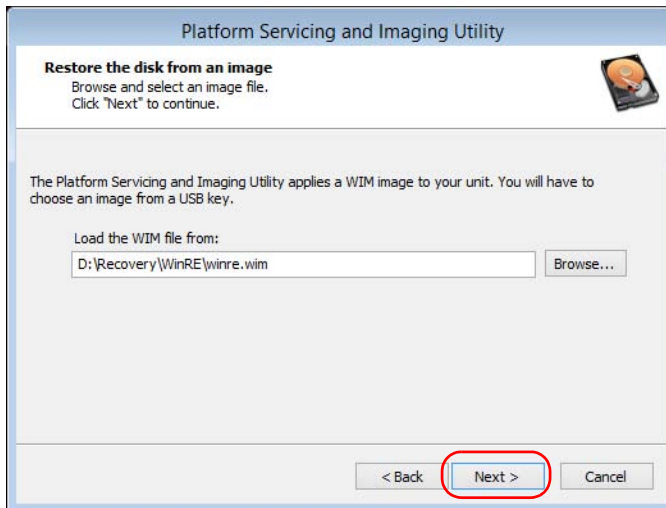 Platform Servicing and Imaging Utility
Restore the disk from an image
Browse and select an image file.
Click "Next" to continue.
The Platform Servicing and Imaging Utility applies a WIM image to your unit. You will have to
choose an image from a USB key.
Load the WIM file from:
D:\Recovery\WinRE\winre.wim
Browse...
< Back
Next >
Cancel